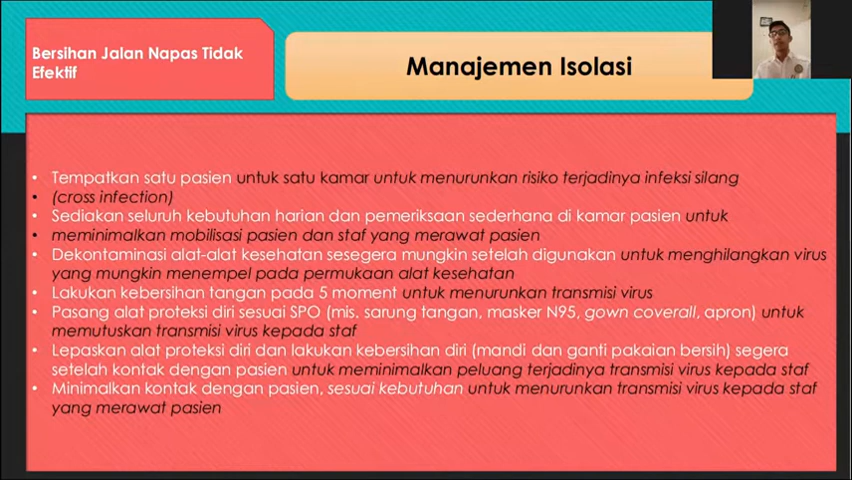 Bersihan Jalan Napas Tidak
Efektif
Manajemen Isolasi
• Tempatkan satu pasien untuk satu kamar untuk menurunkan risiko terjadinya infeksi silang
• (cross infection)
• Sediakan seluruh kebutuhan harian dan pemeriksaan sederhana di kamar pasien untuk
• meminimalkan mobilisasi pasien dan staf yang merawat pasien
• Dekontaminasi alat-alat kesehatan sesegera mungkin setelah digunakan untuk menghilangkan virus
yang mungkin menempel pada permukaan alat kesehatan
• Lakukan kebersihan tangan pada 5 moment untuk menurunkan transmisi virus
• Pasang alat proteksi diri sesuai SPO (mis. sarung tangan, masker N95, gown coverall, apron) untuk
memutuskan transmisi virus kepada staf
• Lepaskan alat proteksi diri dan lakukan kebersihan diri (mandi dan ganti pakaian bersih) segera
setelah kontak dengan pasien untuk meminimalkan peluang terjadinya transmisi virus kepada staf
• Minimalkan kontak dengan pasien, sesuai kebutuhan untuk menurunkan transmisi virus kepada staf
yang merawat pasien